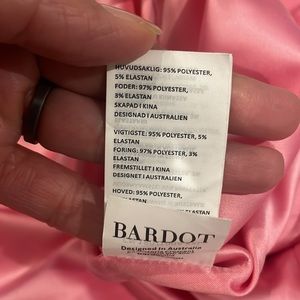 HUVUDSAKLIG: 95% POLYESTER,
5% ELASTAN
FODER: 97% POLYESTER,
3% ELASTAN
SKAPAD I KINA
DESIGNAD I AUSTRALIEN
VIGTIGSTE: 95% POLYESTER, 5%
ELASTAN
FORING: 97% POLYESTER, 3%
ELASTAN
FREMSTILLET I KINA
DESIGNET I AUSTRALIEN
HOVED: 95% POLYESTER,
ELASTAN
BARDOT
Designed in Australia